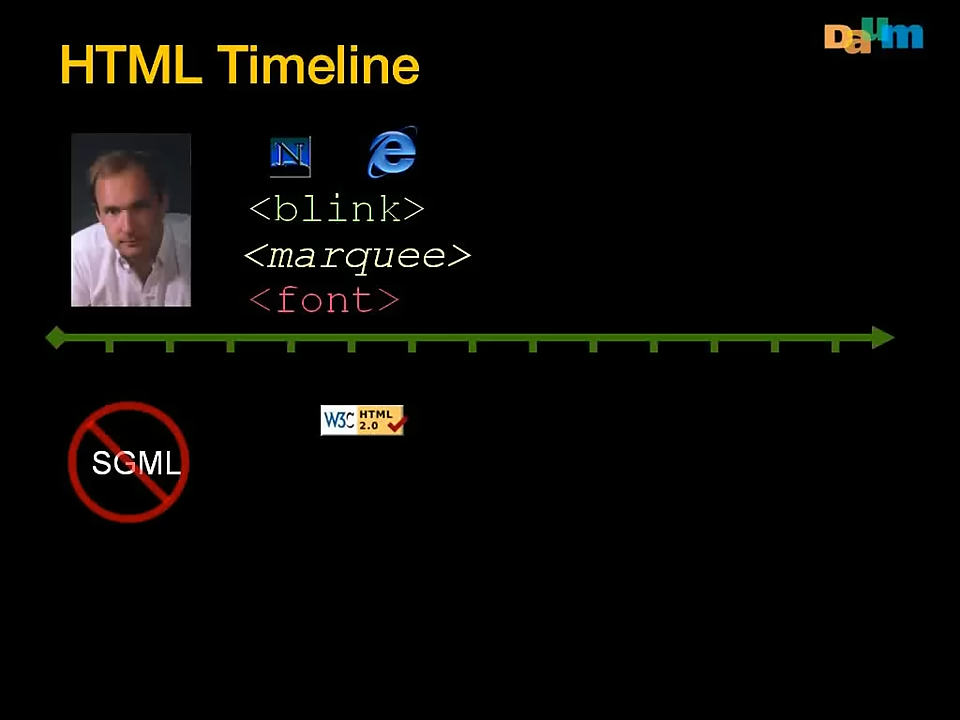 HTML Timeline
Daum
N
e
<blink>
<marquee>
<font>
W3C HTML 2.0
SGML